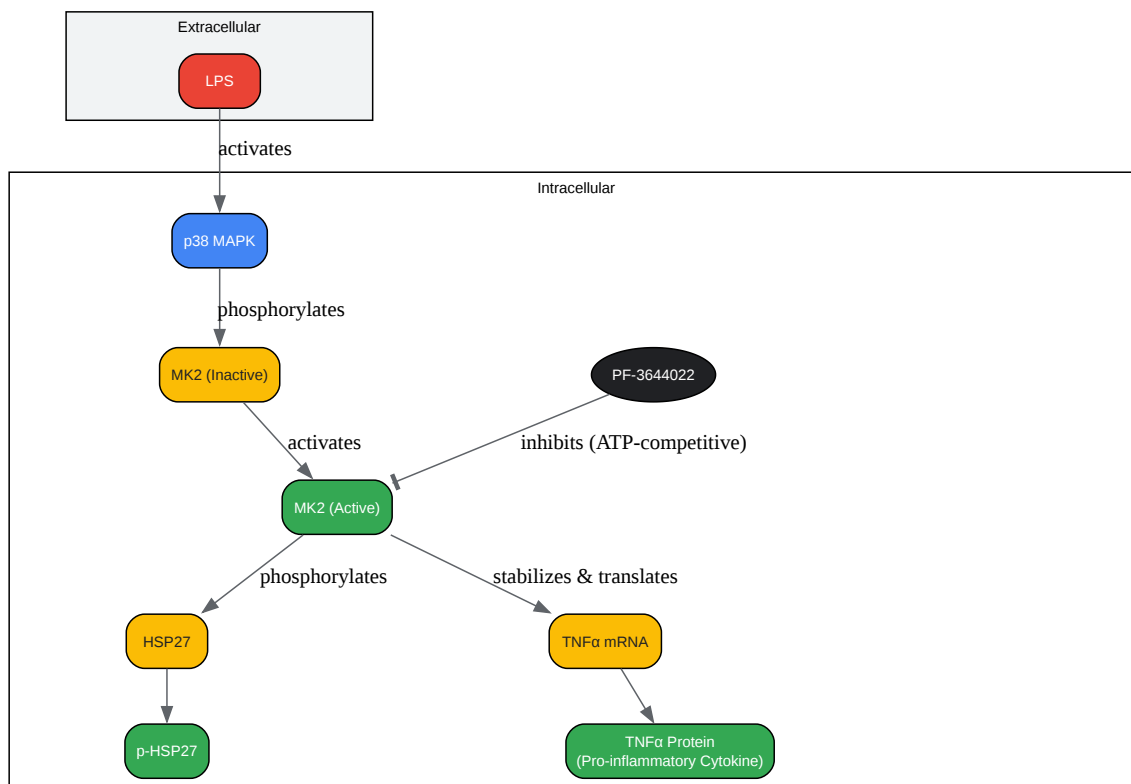 Extracellular
LPS
activates
Intracellular
p38 MAPK
phosphorylates
MK2 (Inactive)
PF-3644022
activates
inhibits (ATP-competitive)
MK2 (Active)
phosphorylates
stabilizes & translates
HSP27
TNFα mRNA
p-HSP27
TNFα Protein
(Pro-inflammatory Cytokine)